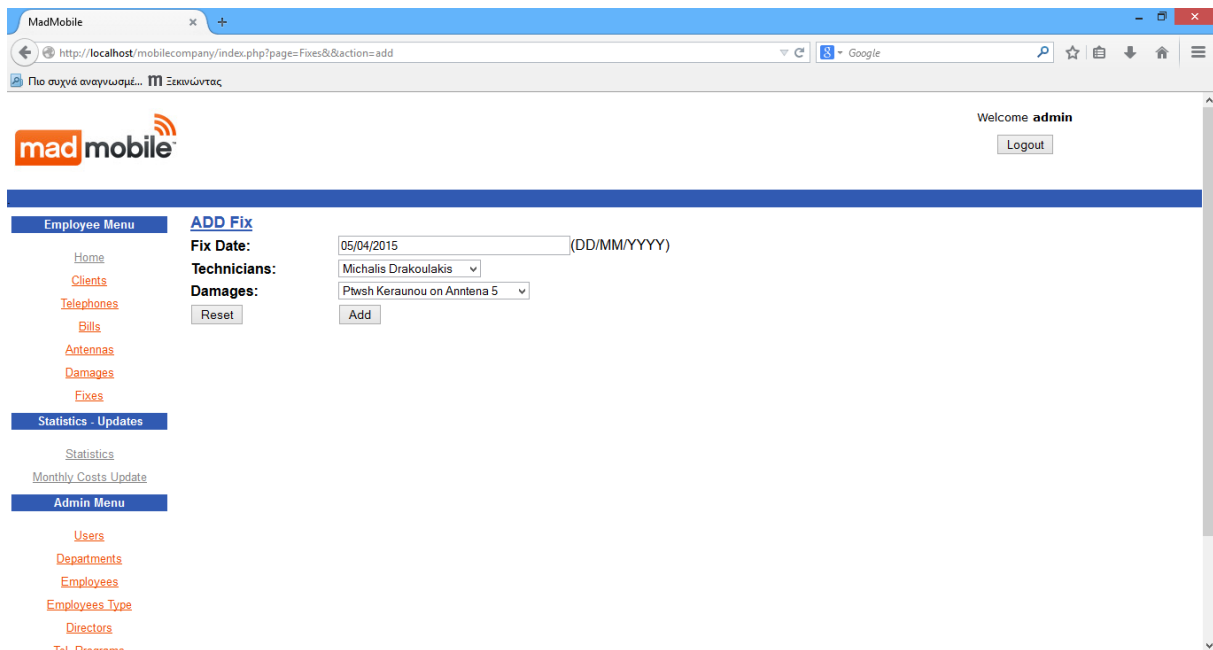 MadMobile
http://localhost/mobilecompany/index.php?page=Fixes&&action=add
Google
Πιο συχνά αναγνωσμέ... Ξεκινώντας
mad mobile
Welcome admin
Logout
Employee Menu
Home
Clients
Telephones
Bills
Antennas
Damages
Fixes
Statistics - Updates
Statistics
Monthly Costs Update
Admin Menu
Users
Departments
Employees
Employees Type
Directors
Tel. Programs
ADD Fix
Fix Date: 05/04/2015 (DD/MM/YYYY)
Technicians: Michalis Drakoulakis
Damages: Ptwsh Keraunou on Anntena 5
Reset Add